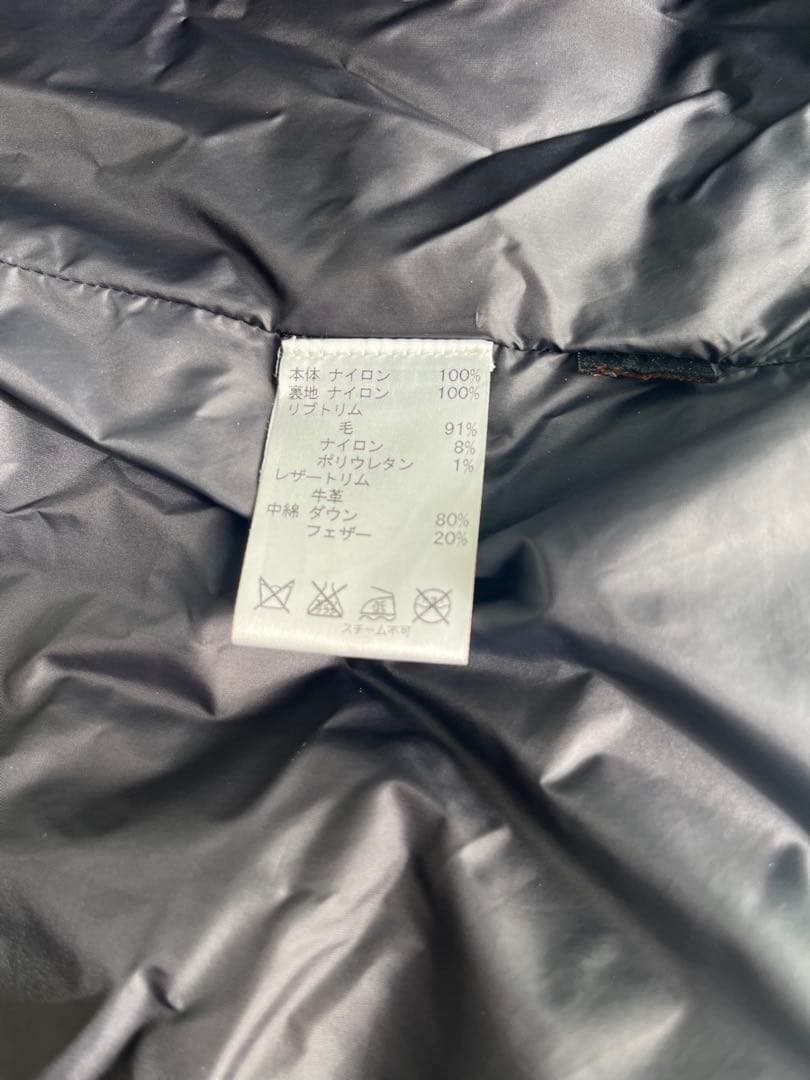 本体 ナイロン 100%
裏地 ナイロン 100%
リブトリム
毛 91%
ナイロン 8%
ポリウレタン 1%
レザートリム
牛革
中綿 ダウン 80%
フェザー 20%
低
スチーム不可